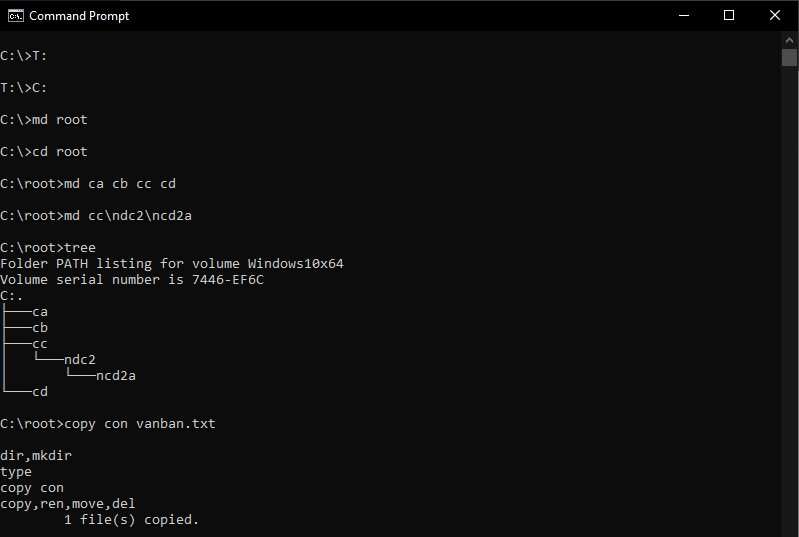 Command Prompt
C:\>T:
T:\>C:
C:\>md root
C:\>cd root
C:\root>md ca cb cc cd
C:\root>md cc\ndc2\ncd2a
C:\root>tree
Folder PATH listing for volume Windows10x64
Volume serial number is 7446-EF6C
C:.
├───ca
├───cb
├───cc
│   └───ndc2
│       └───ncd2a
└───cd
C:\root>copy con vanban.txt
dir,mkdir
type
copy con
copy,ren,move,del
        1 file(s) copied.